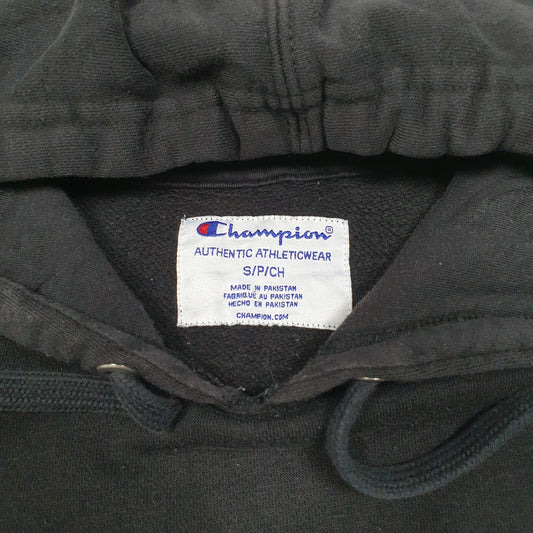 Champion
AUTHENTIC ATHLETICWEAR
S/P/CH
MADE IN PAKISTAN
FABRIQUÉ AU PAKISTAN
HECHO EN PAKISTAN
CHAMPION.COM